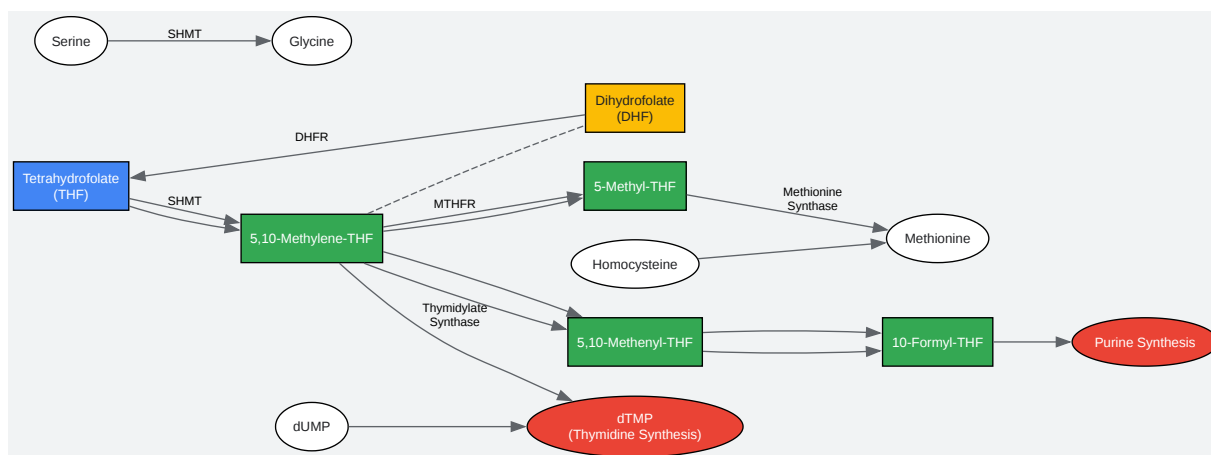 Serine
SHMT
Glycine
Dihydrofolate
(DHF)
DHFR
Tetrahydrofolate
(THF)
SHMT
5,10-Methylene-THF
MTHFR
5-Methyl-THF
Methionine
Synthase
Methionine
Homocysteine
Thymidylate
Synthase
5,10-Methenyl-THF
10-Formyl-THF
Purine Synthesis
dUMP
dTMP
(Thymidine Synthesis)